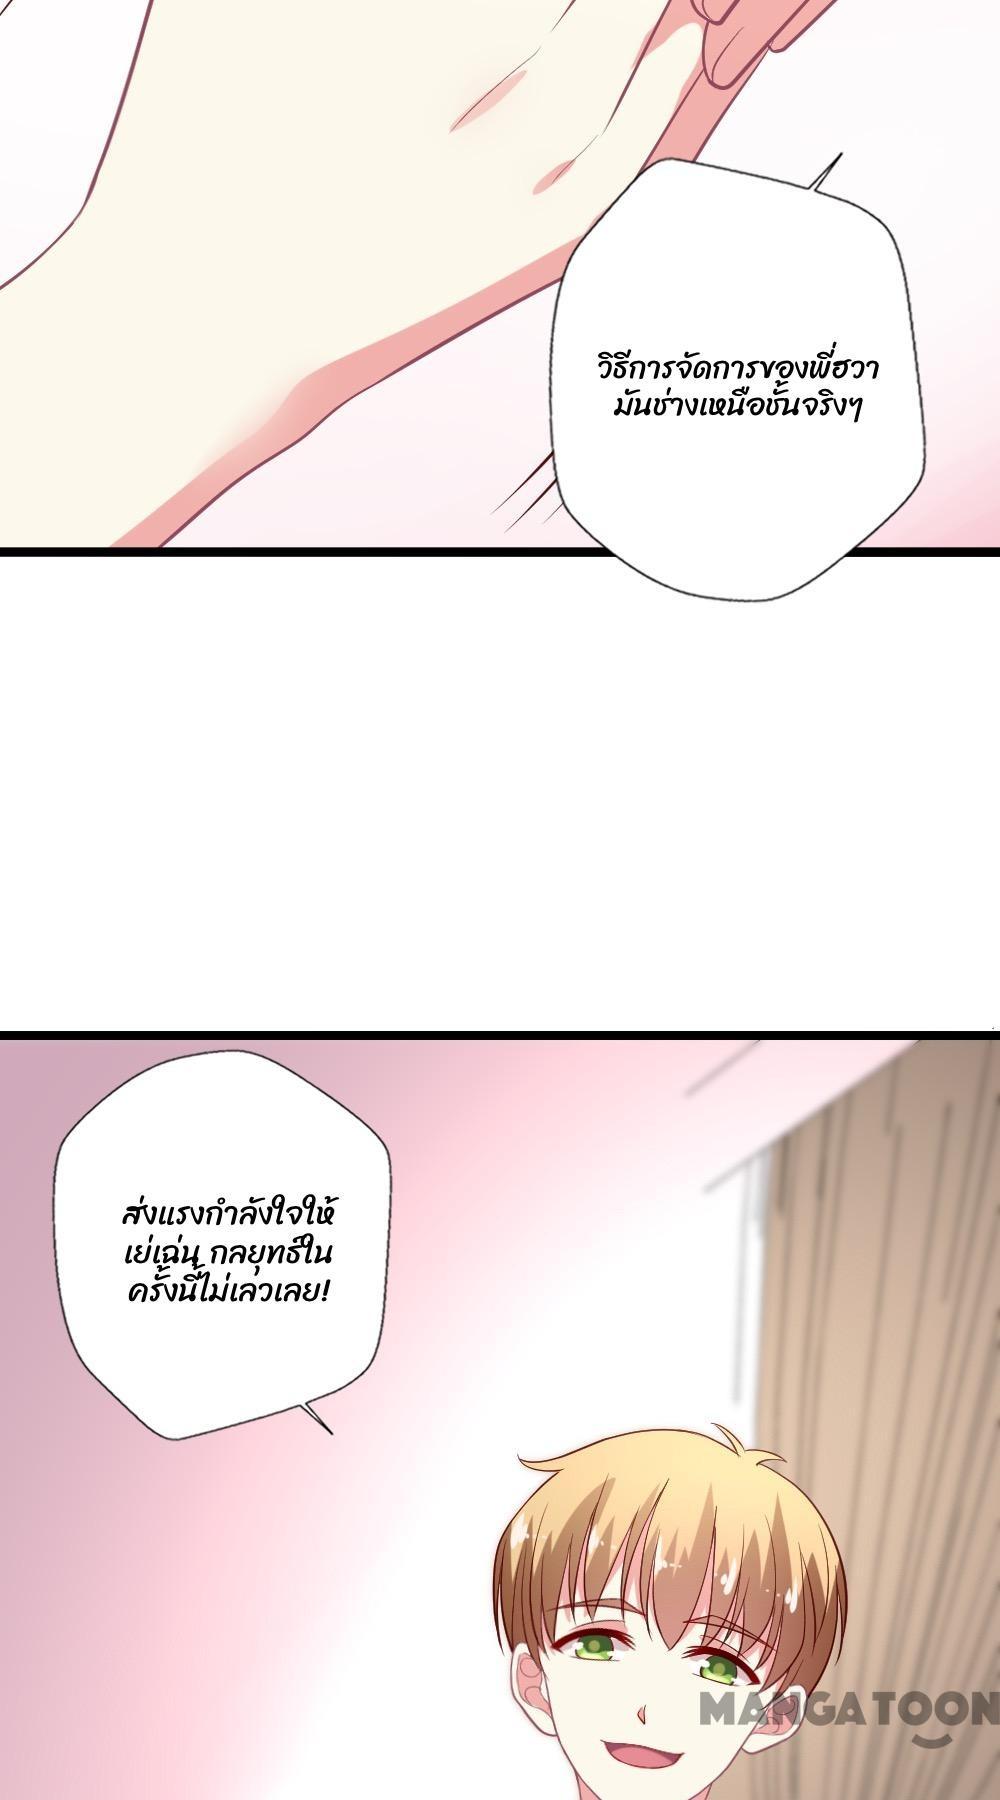 วิธีการจัดการของพี่ฮวา
มันช่างเหนือชั้นจริงๆ
ส่งแรงกำลังใจให้
เย่เฉ่น กลยุทธ์ใน
ครั้งนี้ไม่เลวเลย!
MANGATOON